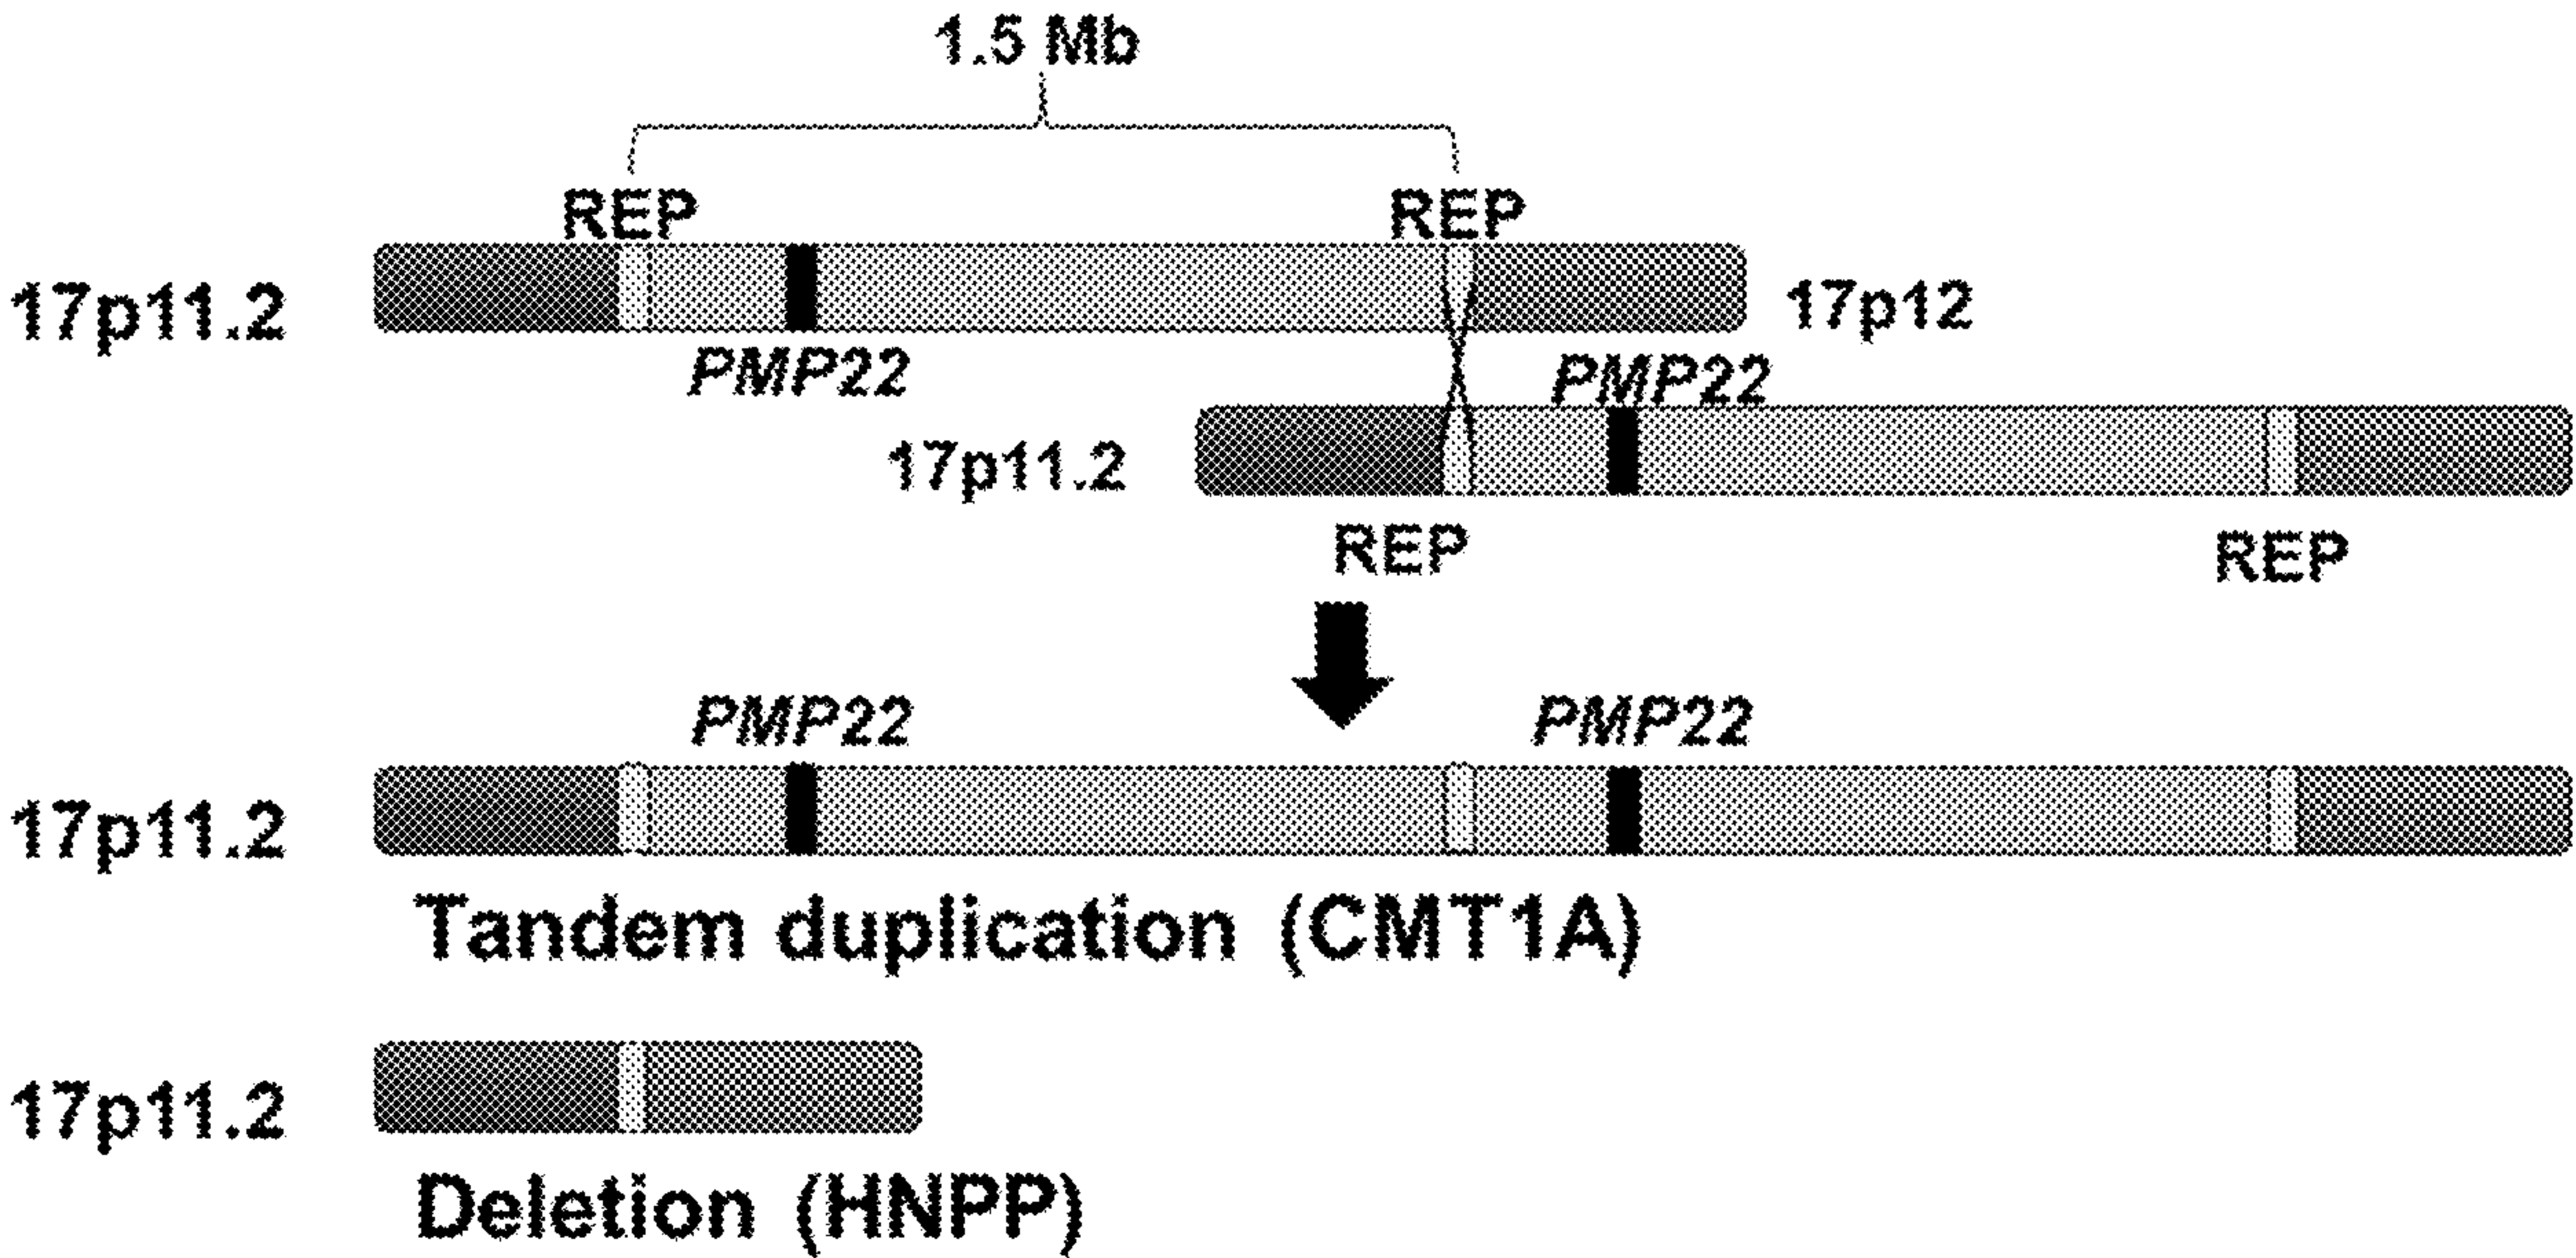 1.5 Mb
REP REP
17p11.2 17p12
PMP22 PMP22
17p11.2
REP REP
PMP22 PMP22
17p11.2
Tandem duplication (CMT1A)
17p11.2
Deletion (HNPP)